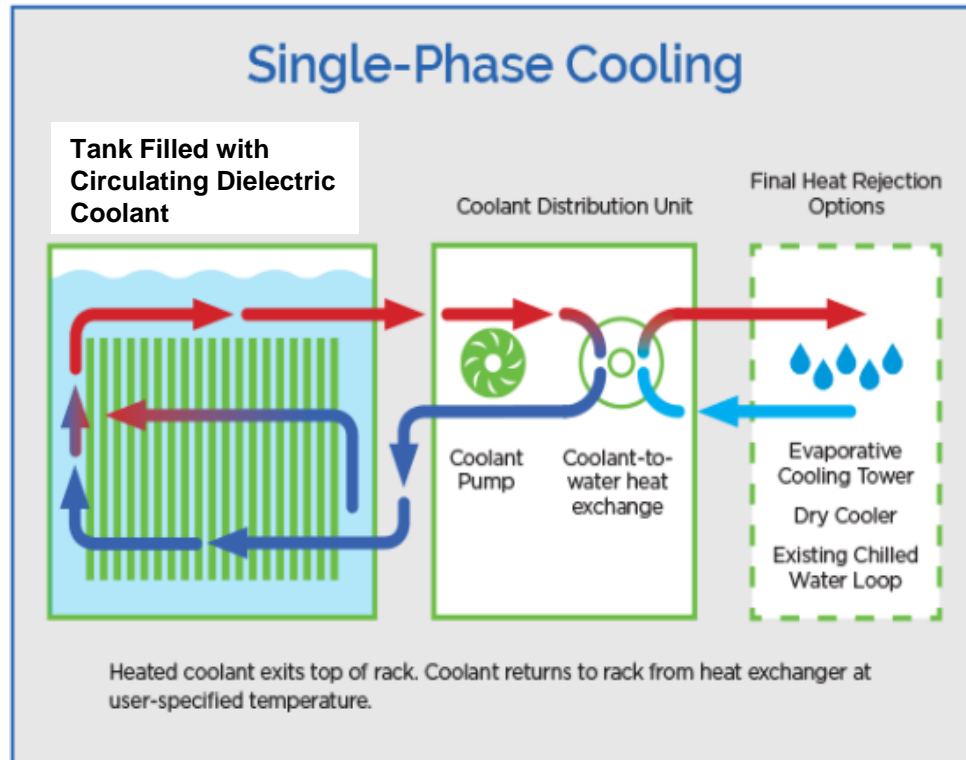 Single-Phase Cooling
Tank Filled with
Circulating Dielectric
Coolant
Coolant Distribution Unit
Final Heat Rejection
Options
Coolant
Pump
Coolant-to-
water heat
exchange
Evaporative
Cooling Tower
Dry Cooler
Existing Chilled
Water Loop
Heated coolant exits top of rack. Coolant returns to rack from heat exchanger at
user-specified temperature.